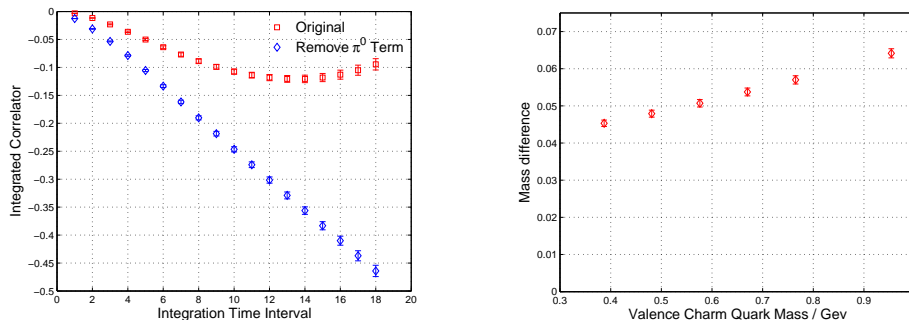 0
−0.05
−0.1
−0.15
−0.2
−0.25
−0.3
−0.35
−0.4
−0.45
−0.5
0 2 4 6 8 10 12 14 16 18 20
Integration Time Interval
Integrated Correlator
Original
Remove π⁰ Term
0.07
0.06
0.05
0.04
0.03
0.02
0.01
0
0.3 0.4 0.5 0.6 0.7 0.8 0.9 1
Valence Charm Quark Mass / Gev
Mass difference